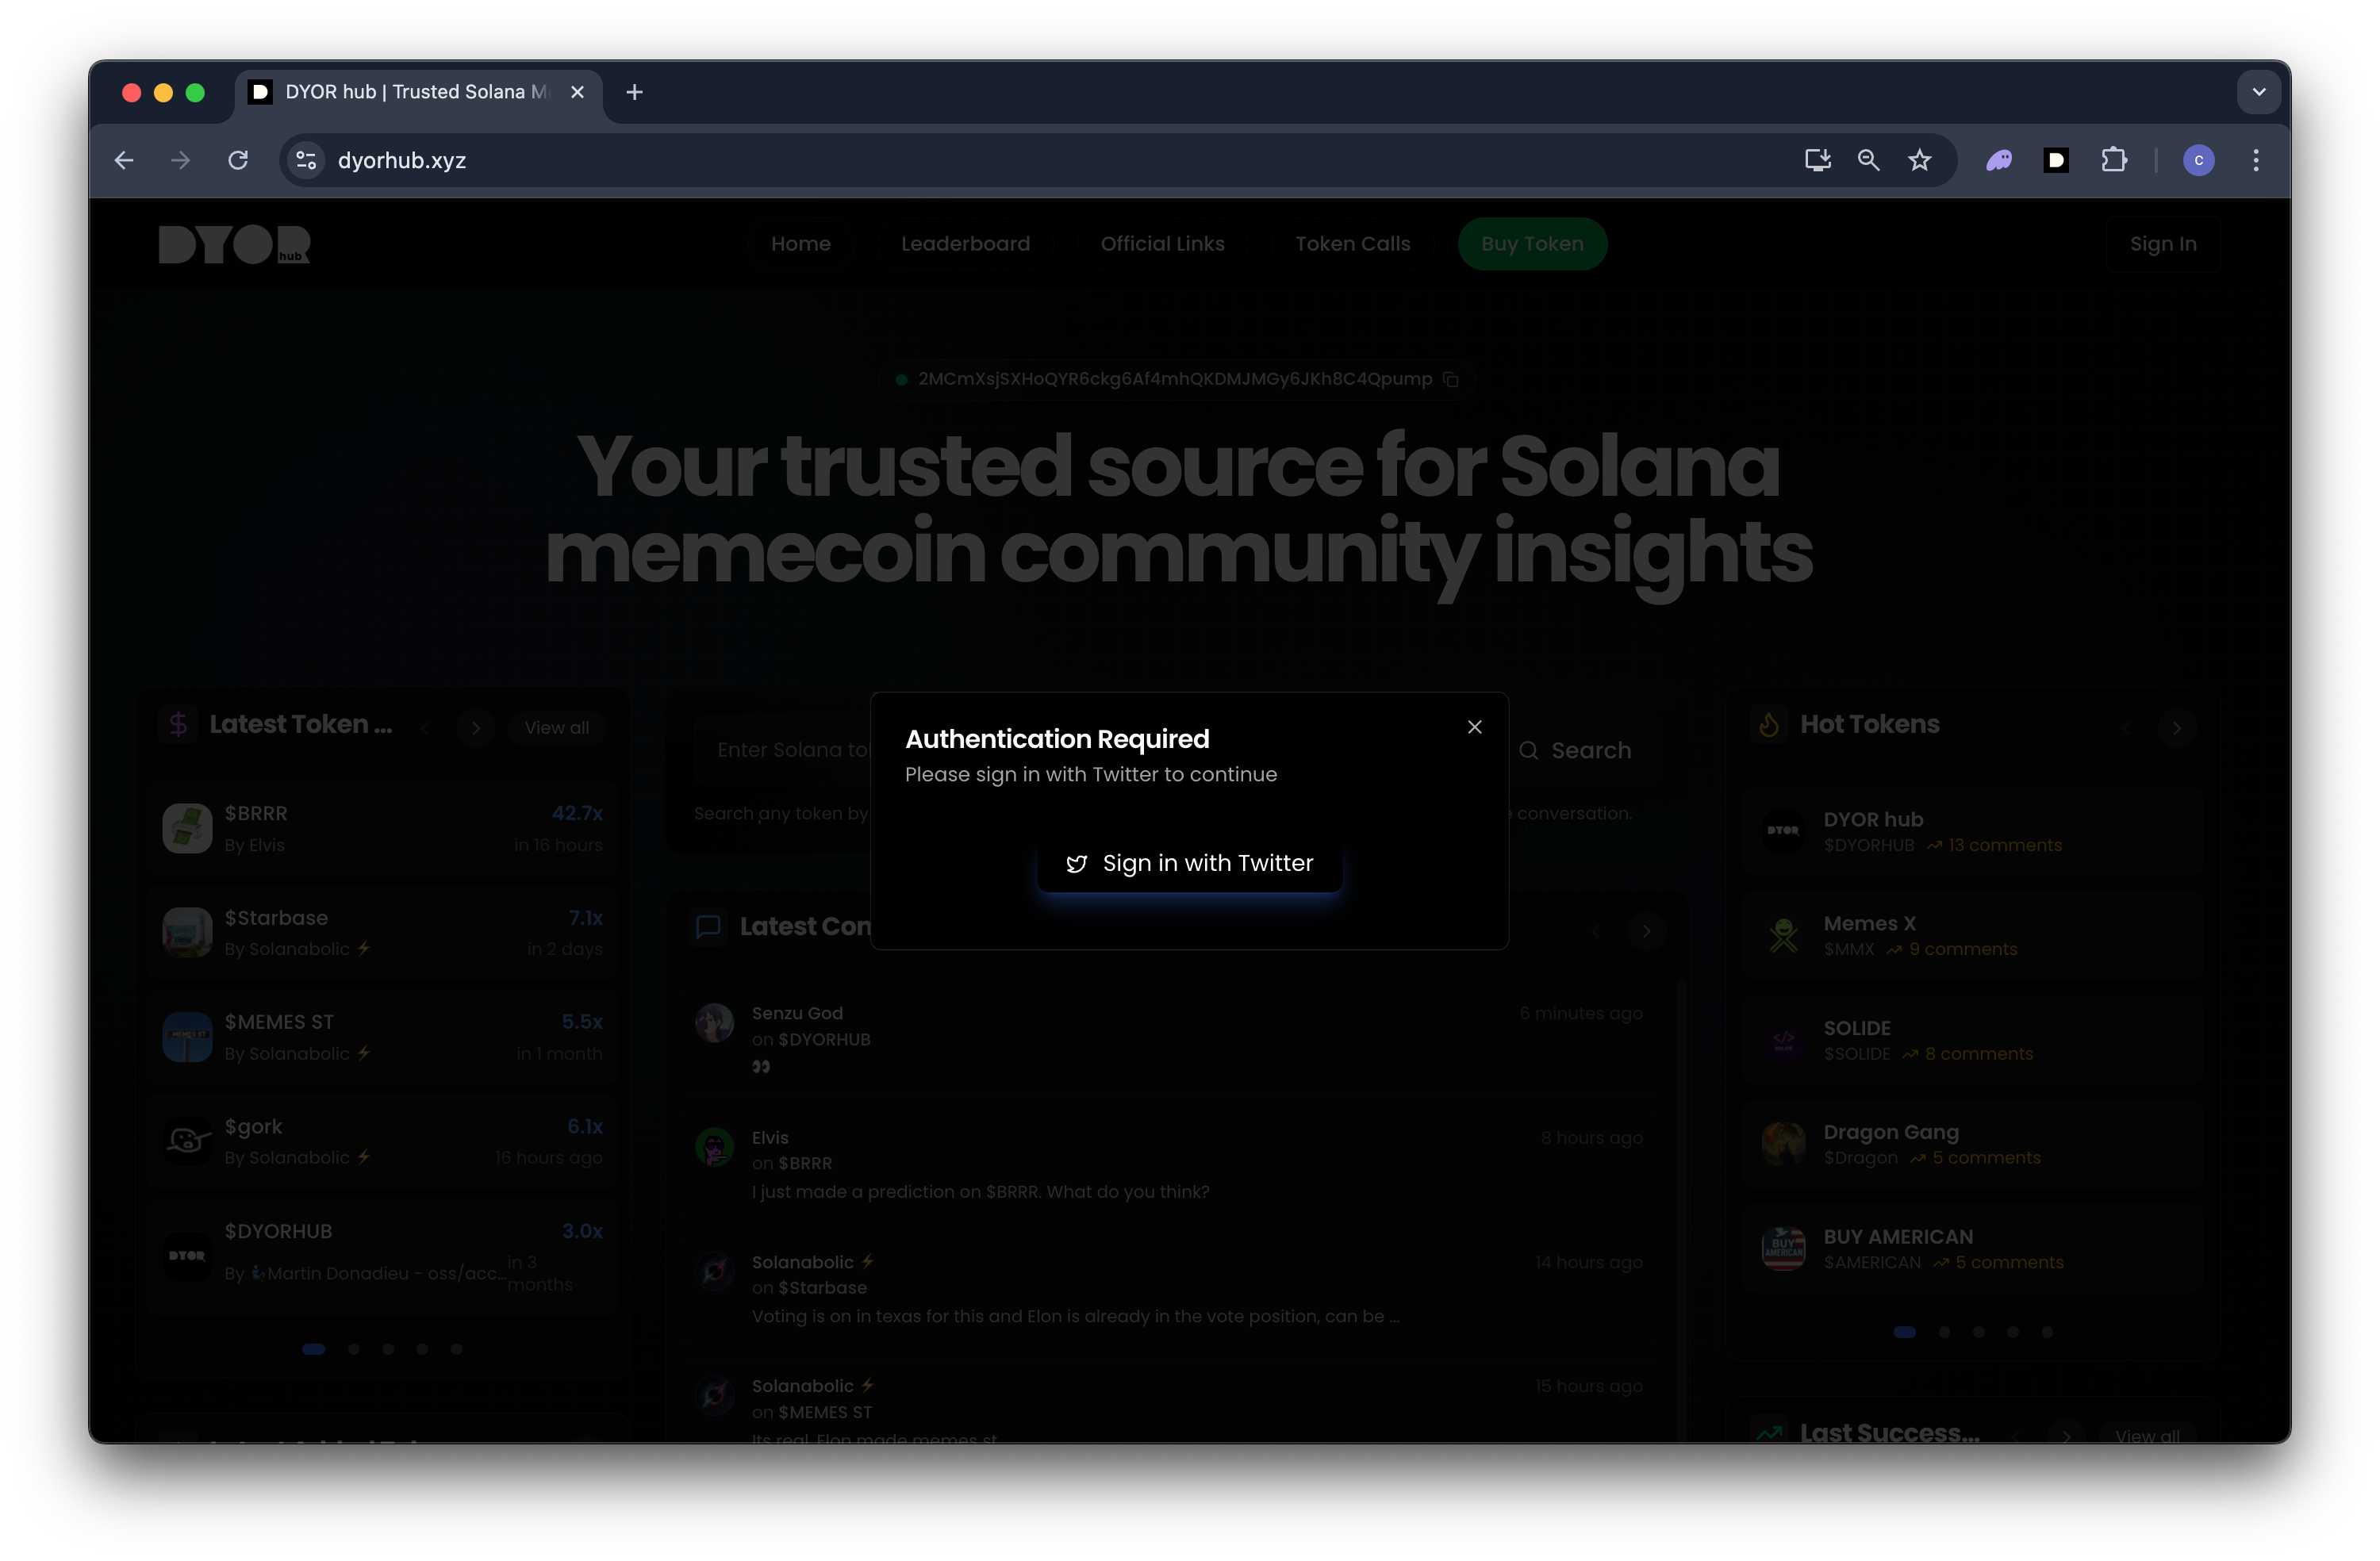 DYOR hub | Trusted Solana M
dyorhub.xyz
C
DYOR
hub
Home
Leaderboard
Official Links
Token Calls
Buy Token
Sign In
2MCmXsjSXHoQYR6ckg6Af4mhQKDMJMGy6JKh8C4Qpump
Your trusted source for Solana
memecoin community insights
Latest Token ...
View all
$BRRR
42.7x
By Elvis
in 16 hours
$Starbase
7.1x
By Solanabolic ⚡
in 2 days
MEMES ST
$MEMES ST
5.5x
By Solanabolic ⚡
in 1 month
$gork
6.1x
By Solanabolic ⚡
16 hours ago
DYOR
$DYORHUB
3.0x
By Martin Donadieu - oss/acc...
in 3
months
Enter Solana to
Search
Search any token by
conversation.
Authentication Required
Please sign in with Twitter to continue
Sign in with Twitter
Latest Con
Senzu God
6 minutes ago
on $DYORHUB
👀
Elvis
8 hours ago
on $BRRR
I just made a prediction on $BRRR. What do you think?
Solanabolic ⚡
14 hours ago
on $Starbase
Voting is on in texas for this and Elon is already in the vote position, can be ...
Solanabolic ⚡
15 hours ago
on $MEMES ST
Its real. Elon made memes st
Hot Tokens
DYOR
DYOR hub
$DYORHUB
13 comments
Memes X
$MMX
9 comments
SOLIDE
$SOLIDE
8 comments
Dragon Gang
$Dragon
5 comments
BUY
AMERICAN
BUY AMERICAN
$AMERICAN
5 comments
Last Success...
View all